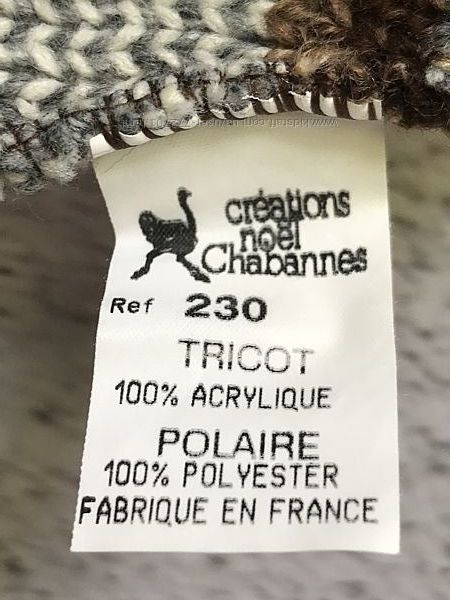 créations
noël
Chabannes
Ref 230
TRICOT
100% ACRYLIQUE
POLAIRE
100% POLYESTER
FABRIQUE EN FRANCE